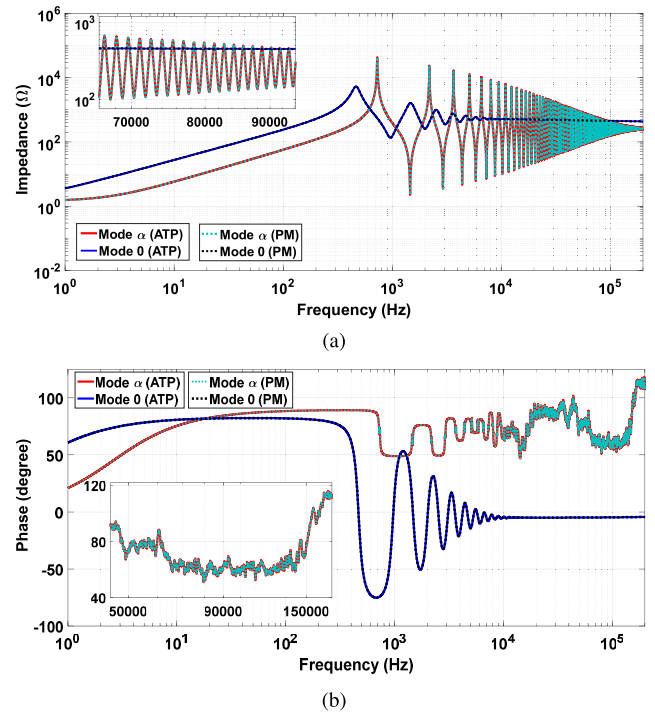 10^6
10^4
10^2
10^0
10^-2
Impedance (Ω)
10^3
10^2
70000 80000 90000
Mode α (ATP) Mode α (PM)
Mode 0 (ATP) Mode 0 (PM)
10^0 10^1 10^2 10^3 10^4 10^5
Frequency (Hz)
(a)
Mode α (ATP) Mode α (PM)
Mode 0 (ATP) Mode 0 (PM)
100
50
0
-50
-100
Phase (degree)
120
80
60
40
50000 90000 150000
10^0 10^1 10^2 10^3 10^4 10^5
Frequency (Hz)
(b)